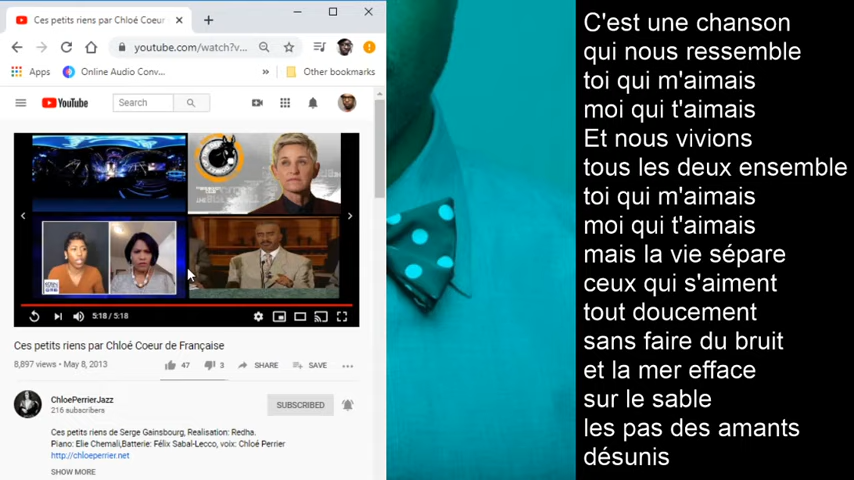 Ces petits riens par Chloé Coeur
youtube.com/watch?v...
Apps
Online Audio Conv...
»
Other bookmarks
YouTube
Search
5:18 / 5:18
Ces petits riens par Chloé Coeur de Française
8,897 views • May 8, 2013
47
3
SHARE
SAVE
ChloePerrierJazz
216 subscribers
SUBSCRIBED
Ces petits riens de Serge Gainsbourg, Realisation: Redha.
Piano: Elie Chemali,Batterie: Félix Sabal-Lecco, voix: Chloé Perrier
http://chloeperrier.net
SHOW MORE
C'est une chanson
qui nous ressemble
toi qui m'aimais
moi qui t'aimais
Et nous vivions
tous les deux ensemble
toi qui m'aimais
moi qui t'aimais
mais la vie sépare
ceux qui s'aiment
tout doucement
sans faire du bruit
et la mer efface
sur le sable
les pas des amants
désunis